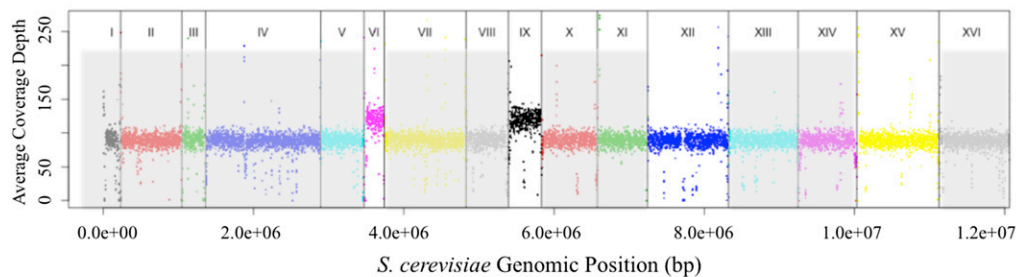 Average Coverage Depth
250
150
50
0
I II III IV V VI VII VIII IX X XI XII XIII XIV XV XVI
0.0e+00 2.0e+06 4.0e+06 6.0e+06 8.0e+06 1.0e+07 1.2e+07
S. cerevisiae Genomic Position (bp)